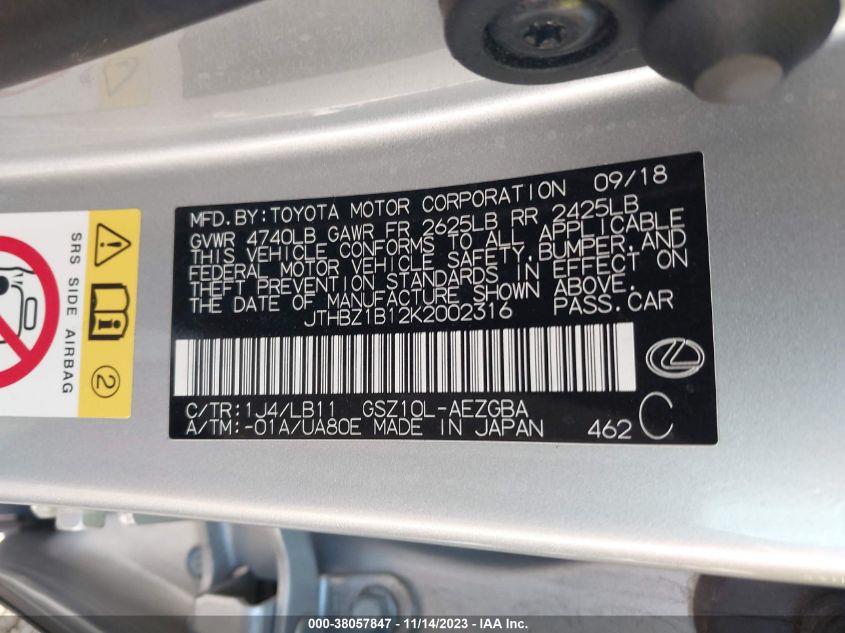 MFD.BY:TOYOTA MOTOR CORPORATION 09/18
GVWR 4740LB GAWR FR 2625LB RR 2425LB
THIS VEHICLE CONFORMS TO ALL APPLICABLE
FEDERAL MOTOR VEHICLE SAFETY,BUMPER,AND
THEFT PREVENTION STANDARDS IN EFFECT ON
THE DATE OF MANUFACTURE SHOWN ABOVE.
JTHBZ1B12K2002316 PASS.CAR
C/TR:1J4/LB11 GSZ10L-AEZGBA
A/TM:-01A/UA80E MADE IN JAPAN 462 C
SRS SIDE AIRBAG
2
000-38057847 - 11/14/2023 - IAA Inc.